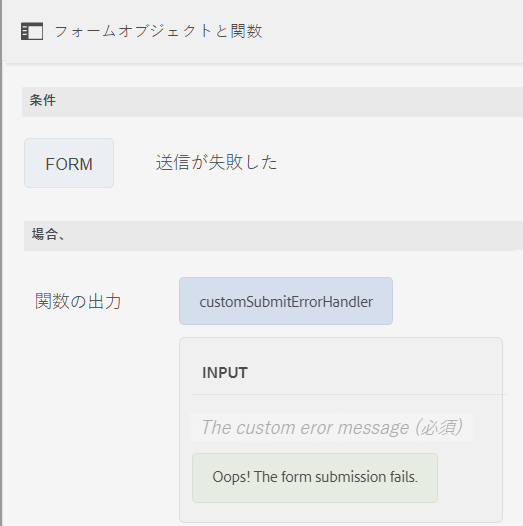 フォームオブジェクトと関数
条件
FORM 送信が失敗した
場合、
関数の出力 customSubmitErrorHandler
INPUT
The custom eror message (必須)
Oops! The form submission fails.